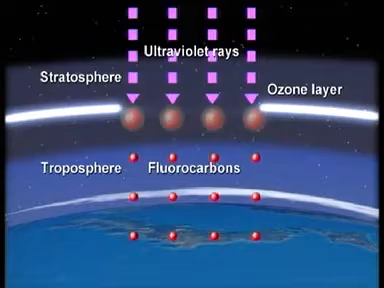 Ultraviolet rays
Stratosphere
Ozone layer
Troposphere
Fluorocarbons